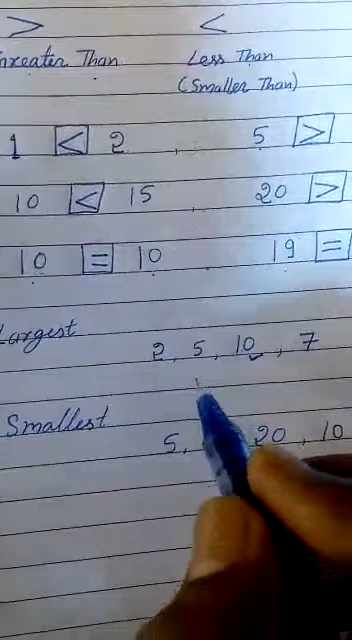 > <
Greater Than Less Than
(Smaller Than)
1 < 2 , 5 >
10 < 15 , 20 >
10 = 10 , 19 =
Largest 2, 5, 10, 7
Smallest 5, 20, 10